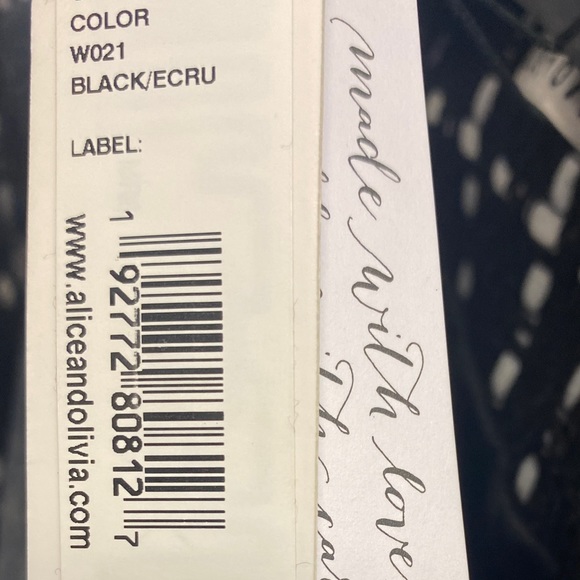 COLOR
W021
BLACK/ECRU
LABEL:
1 92772 80812 7
www.aliceandolivia.com
made with love